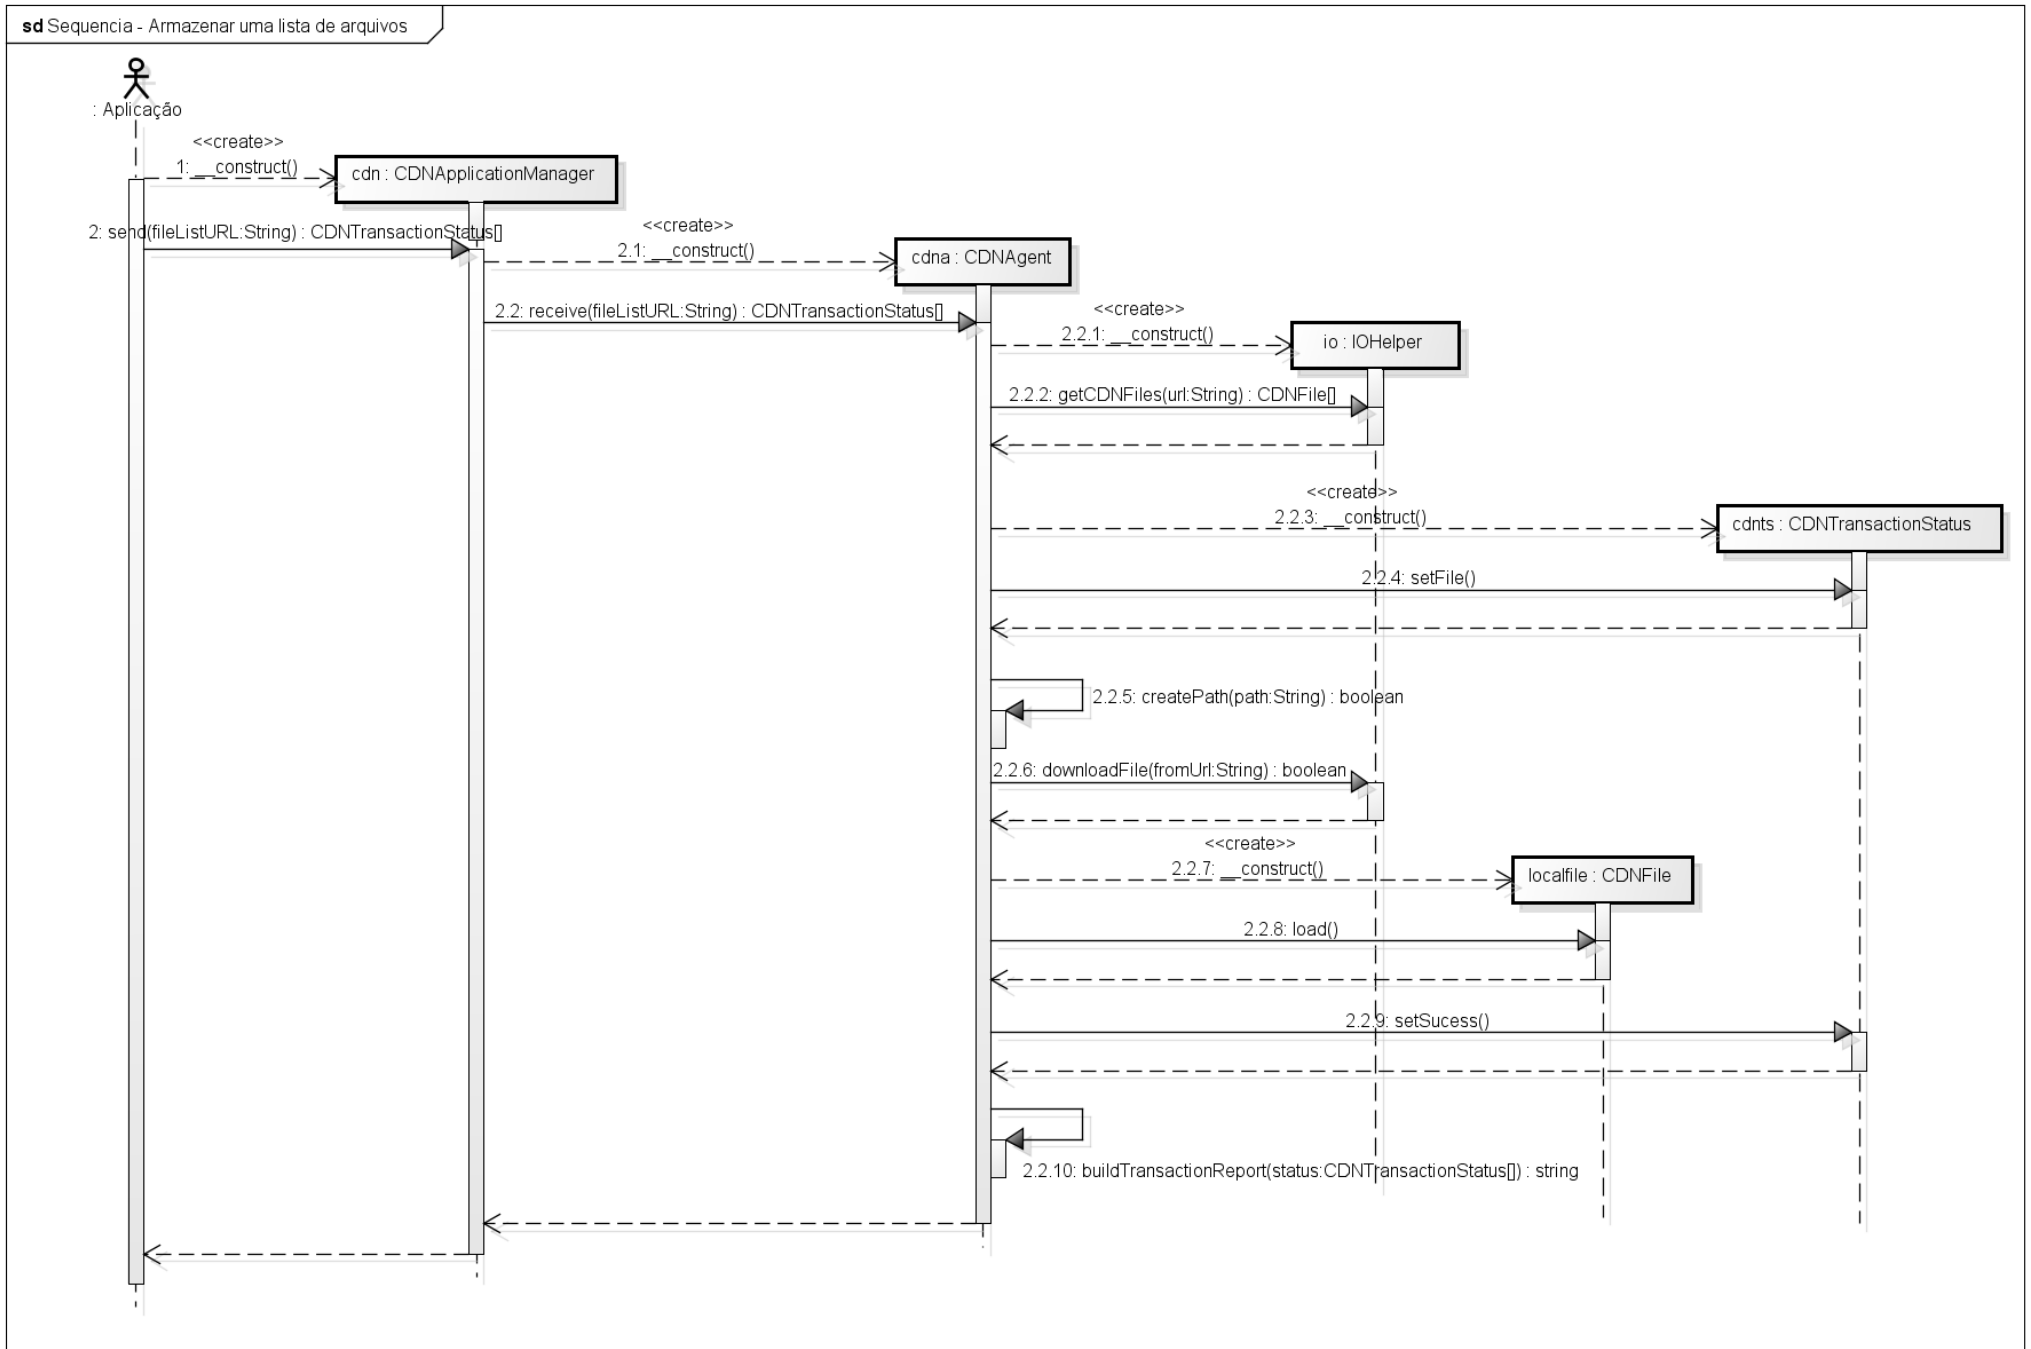 sd Sequencia - Armazenar uma lista de arquivos
: Aplicação
<<create>>
1: __construct()
cdn : CDNApplicationManager
2: send(fileListURL:String) : CDNTransactionStatus[]
<<create>>
2.1: __construct()
cdna : CDNAgent
2.2: receive(fileListURL:String) : CDNTransactionStatus[]
<<create>>
2.2.1: __construct()
io : IOHelper
2.2.2: getCDNFiles(url:String) : CDNFile[]
<<create>>
2.2.3: __construct()
cdnts : CDNTransactionStatus
2.2.4: setFile()
2.2.5: createPath(path:String) : boolean
2.2.6: downloadFile(fromUrl:String) : boolean
<<create>>
2.2.7: __construct()
localfile : CDNFile
2.2.8: load()
2.2.9: setSucess()
2.2.10: buildTransactionReport(status:CDNTransactionStatus[]) : string